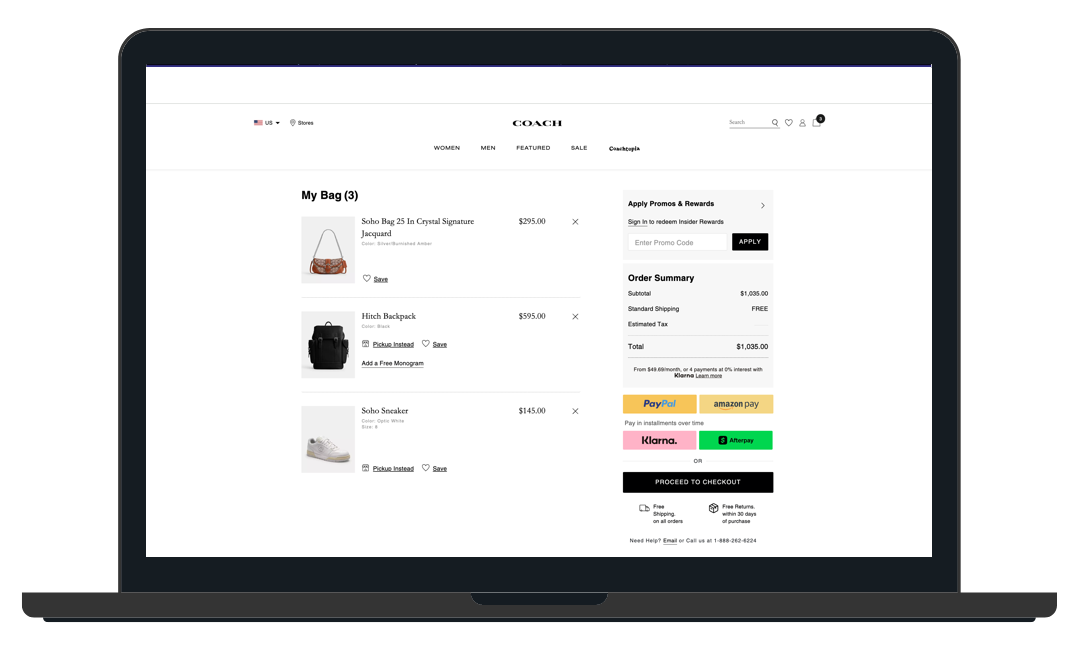 US
Stores
COACH
Search
3
WOMEN
MEN
FEATURED
SALE
Coachtopia
My Bag (3)
Soho Bag 25 In Crystal Signature
Jacquard
$295.00
Color: Silver/Burnished Amber
Save
Hitch Backpack
$595.00
Color: Black
Pickup Instead
Save
Add a Free Monogram
Soho Sneaker
$145.00
Color: Optic White
Size: 8
Pickup Instead
Save
Apply Promos & Rewards
Sign In to redeem Insider Rewards
Enter Promo Code
APPLY
Order Summary
Subtotal
$1,035.00
Standard Shipping
FREE
Estimated Tax
Total
$1,035.00
From $49.69/month, or 4 payments at 0% interest with
Klarna Learn more
PayPal
amazon pay
Pay in installments over time
Klarna.
Afterpay
OR
PROCEED TO CHECKOUT
Free
Shipping.
on all orders
Free Returns.
within 30 days
of purchase
Need Help? Email or Call us at 1-888-262-6224